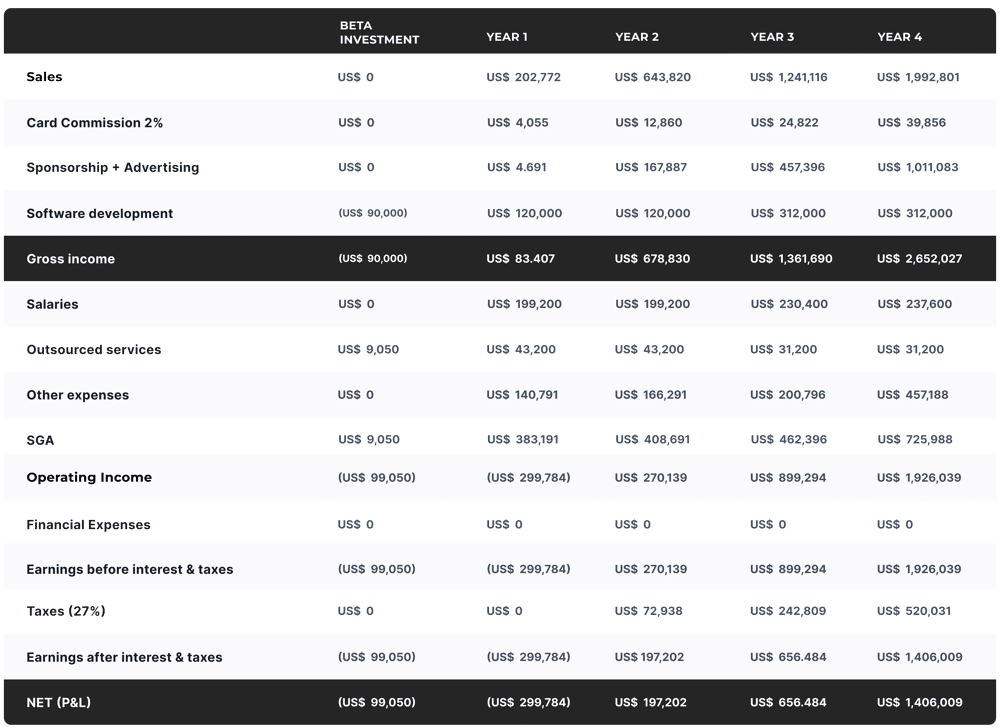 BETA
INVESTMENT YEAR 1 YEAR 2 YEAR 3 YEAR 4
Sales US$ 0 US$ 202,772 US$ 643,820 US$ 1,241,116 US$ 1,992,801
Card Commission 2% US$ 0 US$ 4,055 US$ 12,860 US$ 24,822 US$ 39,856
Sponsorship + Advertising US$ 0 US$ 4.691 US$ 167,887 US$ 457,396 US$ 1,011,083
Software development (US$ 90,000) US$ 120,000 US$ 120,000 US$ 312,000 US$ 312,000
Gross income (US$ 90,000) US$ 83.407 US$ 678,830 US$ 1,361,690 US$ 2,652,027
Salaries US$ 0 US$ 199,200 US$ 199,200 US$ 230,400 US$ 237,600
Outsourced services US$ 9,050 US$ 43,200 US$ 43,200 US$ 31,200 US$ 31,200
Other expenses US$ 0 US$ 140,791 US$ 166,291 US$ 200,796 US$ 457,188
SGA US$ 9,050 US$ 383,191 US$ 408,691 US$ 462,396 US$ 725,988
Operating Income (US$ 99,050) (US$ 299,784) US$ 270,139 US$ 899,294 US$ 1,926,039
Financial Expenses US$ 0 US$ 0 US$ 0 US$ 0 US$ 0
Earnings before interest & taxes (US$ 99,050) (US$ 299,784) US$ 270,139 US$ 899,294 US$ 1,926,039
Taxes (27%) US$ 0 US$ 0 US$ 72,938 US$ 242,809 US$ 520,031
Earnings after interest & taxes (US$ 99,050) (US$ 299,784) US$ 197,202 US$ 656.484 US$ 1,406,009
NET (P&L) (US$ 99,050) (US$ 299,784) US$ 197,202 US$ 656.484 US$ 1,406,009